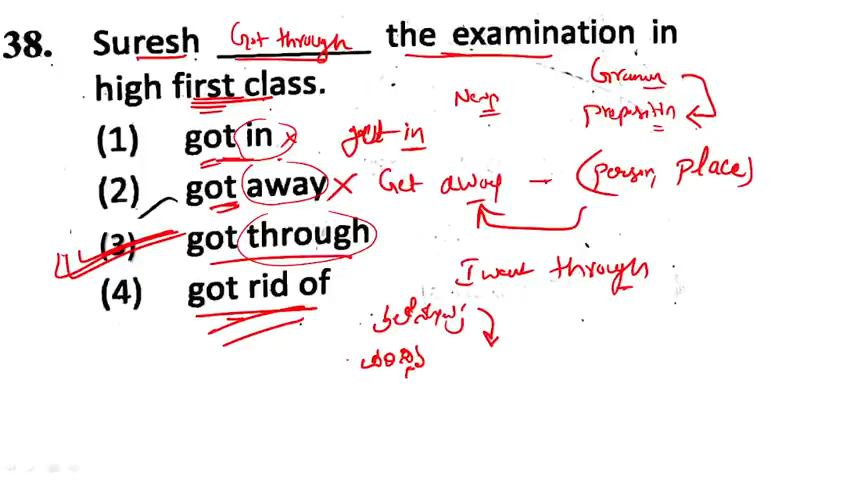 38. Suresh Got through the examination in
high first class.
(1) got in × get in
(2) got away × Get away - (person, place)
(3) got through
(4) got rid of
Grammar
preposition
I went through